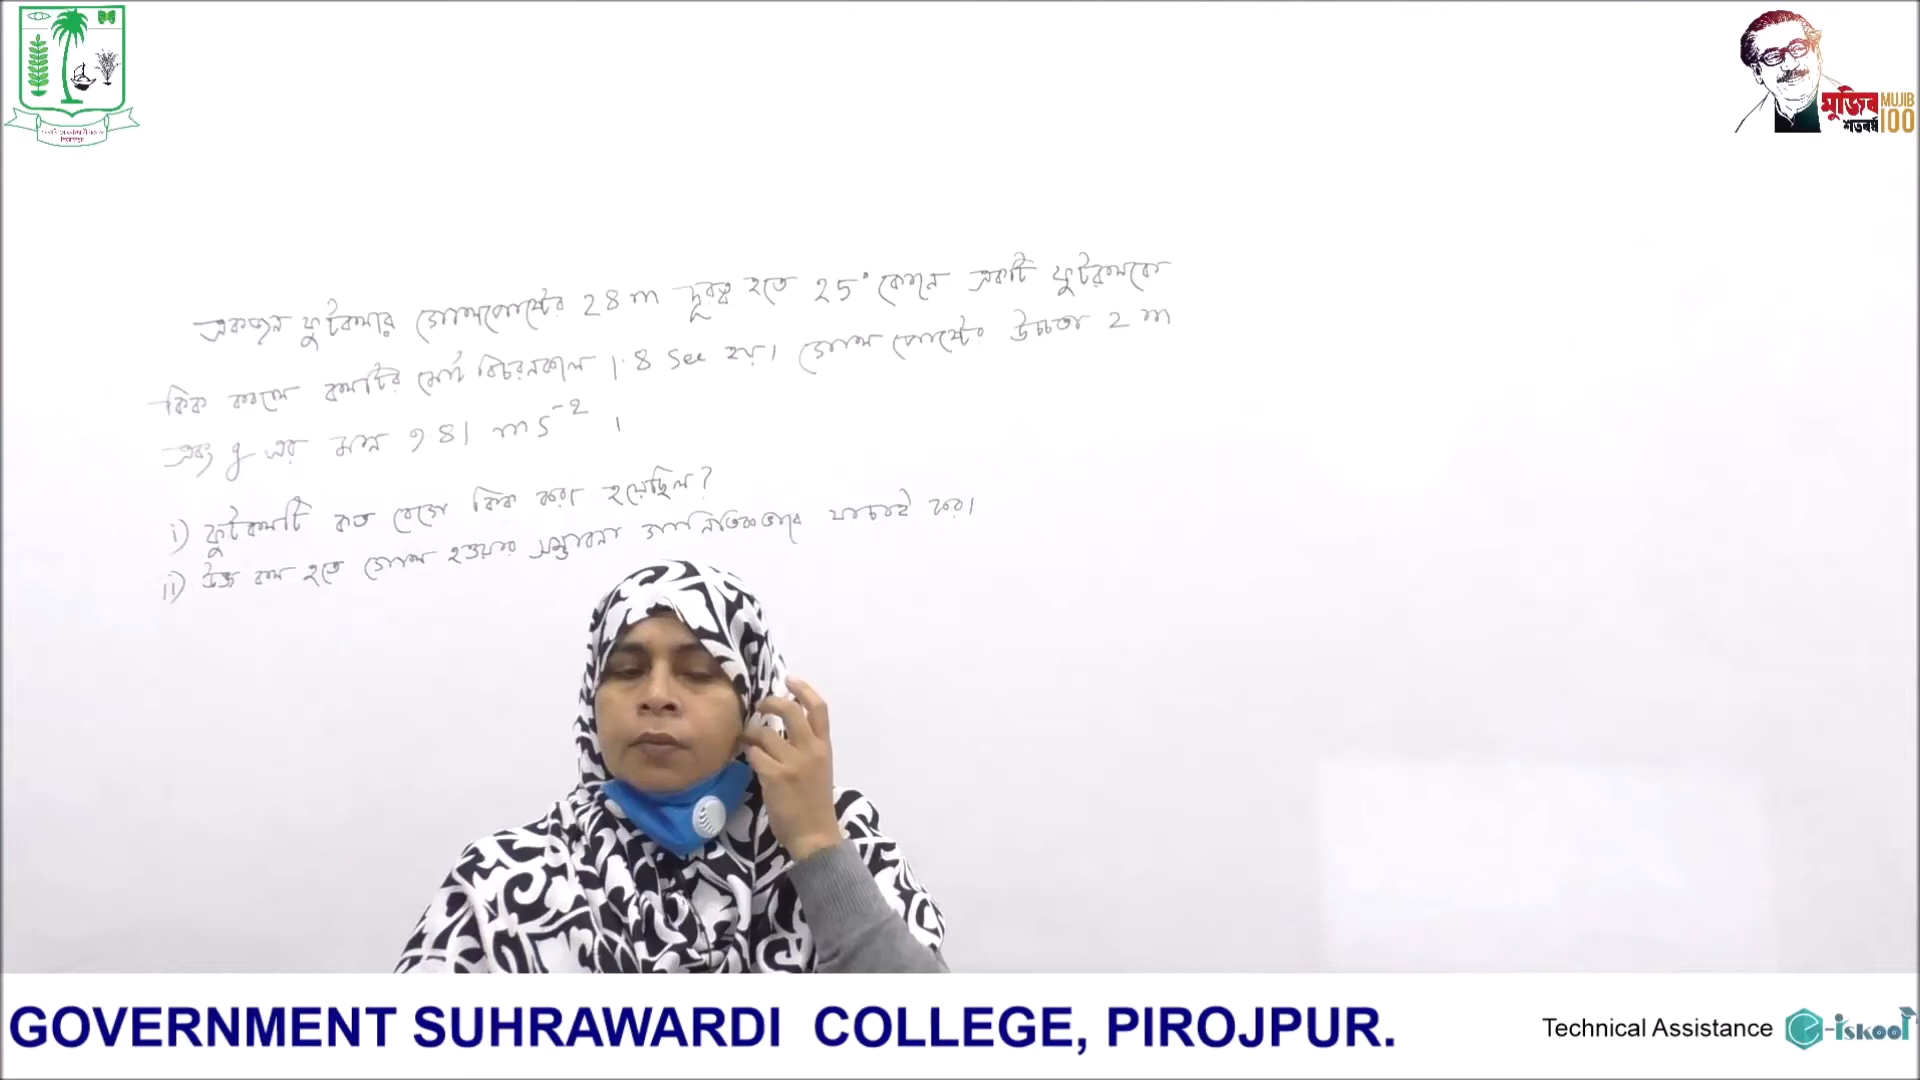 মুজিব MUJIB
শতবর্ষ 100
একজন ফুটবলার গোলপোস্টের 28 m দূরত্ব হতে 25° কোনে একটি ফুটবলকে
কিক করলে বলটির মোট বিচরনকাল 1.8 Sec হয়। গোল পোস্টের উচ্চতা 2 m
এবং g এর মান 9 81 ms⁻² ।
i) ফুটবলটি কত বেগে কিক করা হয়েছিল?
ii) উক্ত বল হতে গোল হওয়ার সম্ভাবনা গানিতিকভাবে যাচাই কর।
GOVERNMENT SUHRAWARDI COLLEGE, PIROJPUR.
Technical Assistance e-iskool